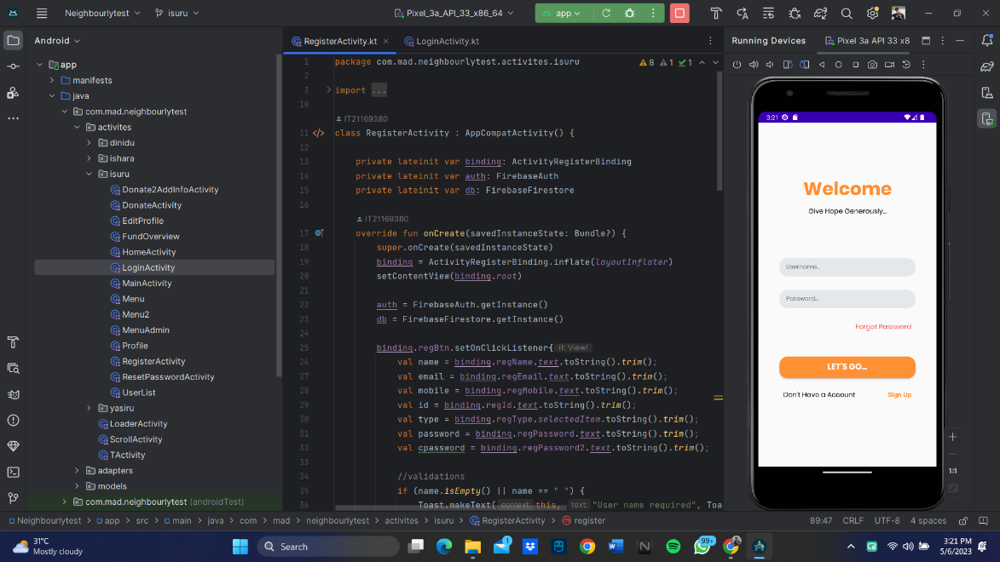 Neighbourlytest
isuru
Pixel_3a_API_33_x86_64
app
Android
RegisterActivity.kt
LoginActivity.kt
Running Devices
Pixel 3a API 33 x8
app
manifests
java
com.mad.neighbourlytest
activites
dinidu
ishara
isuru
Donate2AddInfoActivity
DonateActivity
EditProfile
FundOverview
HomeActivity
LoginActivity
MainActivity
Menu
Menu2
MenuAdmin
Profile
RegisterActivity
ResetPasswordActivity
UserList
yasiru
LoaderActivity
ScrollActivity
TActivity
adapters
models
com.mad.neighbourlytest (androidTest)
8 1 1
1 package com.mad.neighbourlytest.activites.isuru
2
3 import ...
10
IT21169380
11 class RegisterActivity : AppCompatActivity() {
12
13 private lateinit var binding: ActivityRegisterBinding
14 private lateinit var auth: FirebaseAuth
15 private lateinit var db: FirebaseFirestore
16
IT21169380
17 override fun onCreate(savedInstanceState: Bundle?) {
18 super.onCreate(savedInstanceState)
19 binding = ActivityRegisterBinding.inflate(layoutInflater)
20 setContentView(binding.root)
21
22 auth = FirebaseAuth.getInstance()
23 db = FirebaseFirestore.getInstance()
24
25 binding.regBtn.setOnClickListener{ it: View!
26 val name = binding.regName.text.toString().trim();
27 val email = binding.regEmail.text.toString().trim();
28 val mobile = binding.regMobile.text.toString().trim();
29 val id = binding.regId.text.toString().trim();
30 val type = binding.regType.selectedItem.toString().trim();
31 val password = binding.regPassword.text.toString().trim();
32 val cpassword = binding.regPassword2.text.toString().trim();
33
34 //validations
35 if (name.isEmpty() || name == " ") {
36 Toast.makeText( context: this, text: "User name required", Toa
3:21
Welcome
Give Hope Generously...
Username...
Password...
Forget Password
LET'S GO...
Don't Have a Account
Sign Up
1:1
Neighbourlytest > app > src > main > java > com > mad > neighbourlytest > activites > isuru > RegisterActivity > register
89:47 CRLF UTF-8 4 spaces
31°C
Mostly cloudy
Search
1
99+
3:21 PM
5/6/2023